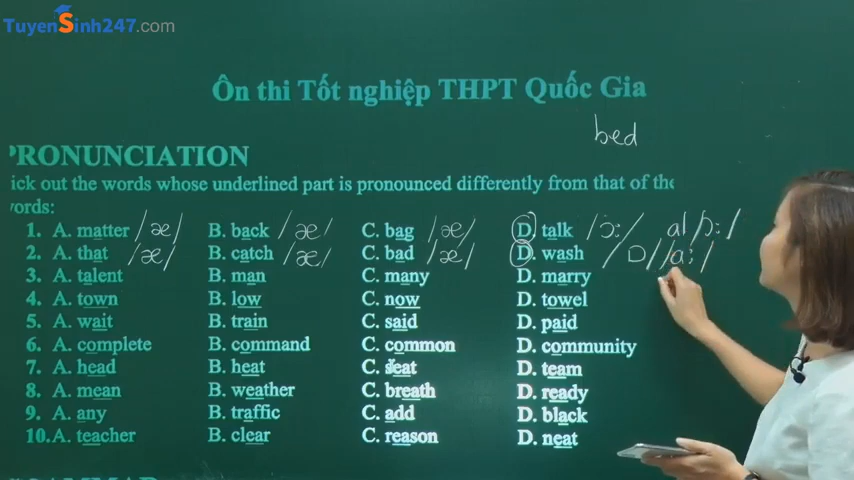 TuyenSinh247.com
Ôn thi Tốt nghiệp THPT Quốc Gia
bed
PRONUNCIATION
ick out the words whose underlined part is pronounced differently from that of the
words:
1. A. matter /æ/ B. back /æ/ C. bag /æ/ D. talk /ɔ:/ al /ɔ:/
2. A. that /æ/ B. catch /æ/ C. bad /æ/ D. wash /ɒ/ /a:/
3. A. talent B. man C. many D. marry
4. A. town B. low C. now D. towel
5. A. wait B. train C. said D. paid
6. A. complete B. command C. common D. community
7. A. head B. heat C. seat D. team
8. A. mean B. weather C. breath D. ready
9. A. any B. traffic C. add D. black
10. A. teacher B. clear C. reason D. neat